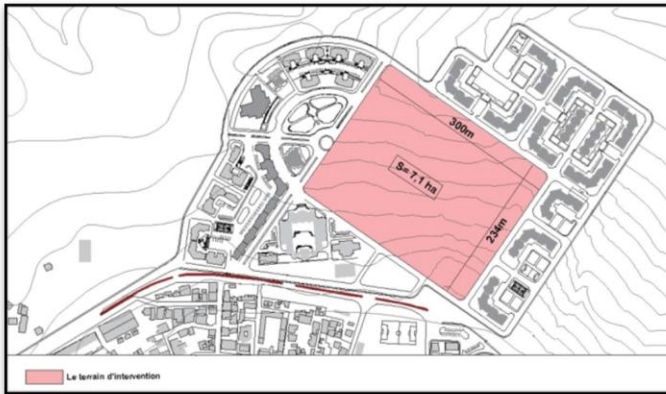 300m
S= 7.1 ha
234m
Le terrain d'intervention